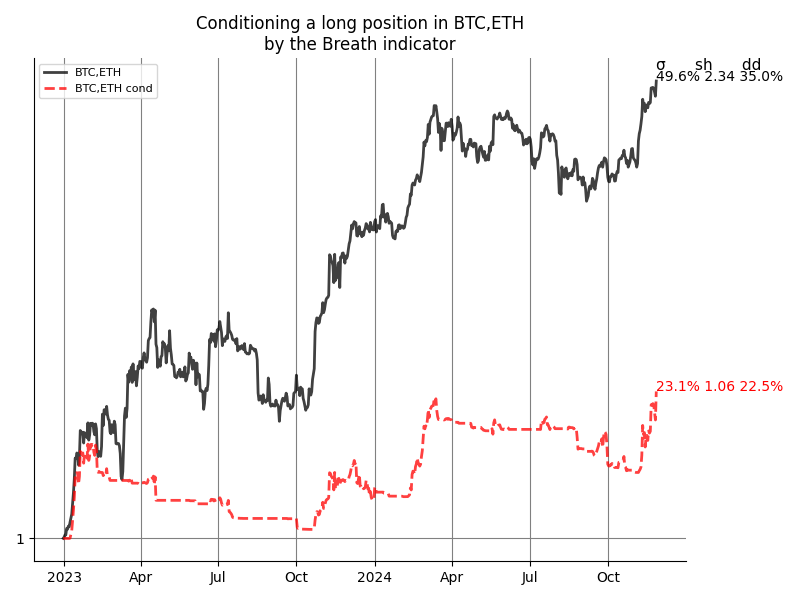 Conditioning a long position in BTC,ETH
by the Breath indicator
σ sh dd
49.6% 2.34 35.0%
BTC,ETH
BTC,ETH cond
23.1% 1.06 22.5%
1
2023 Apr Jul Oct 2024 Apr Jul Oct